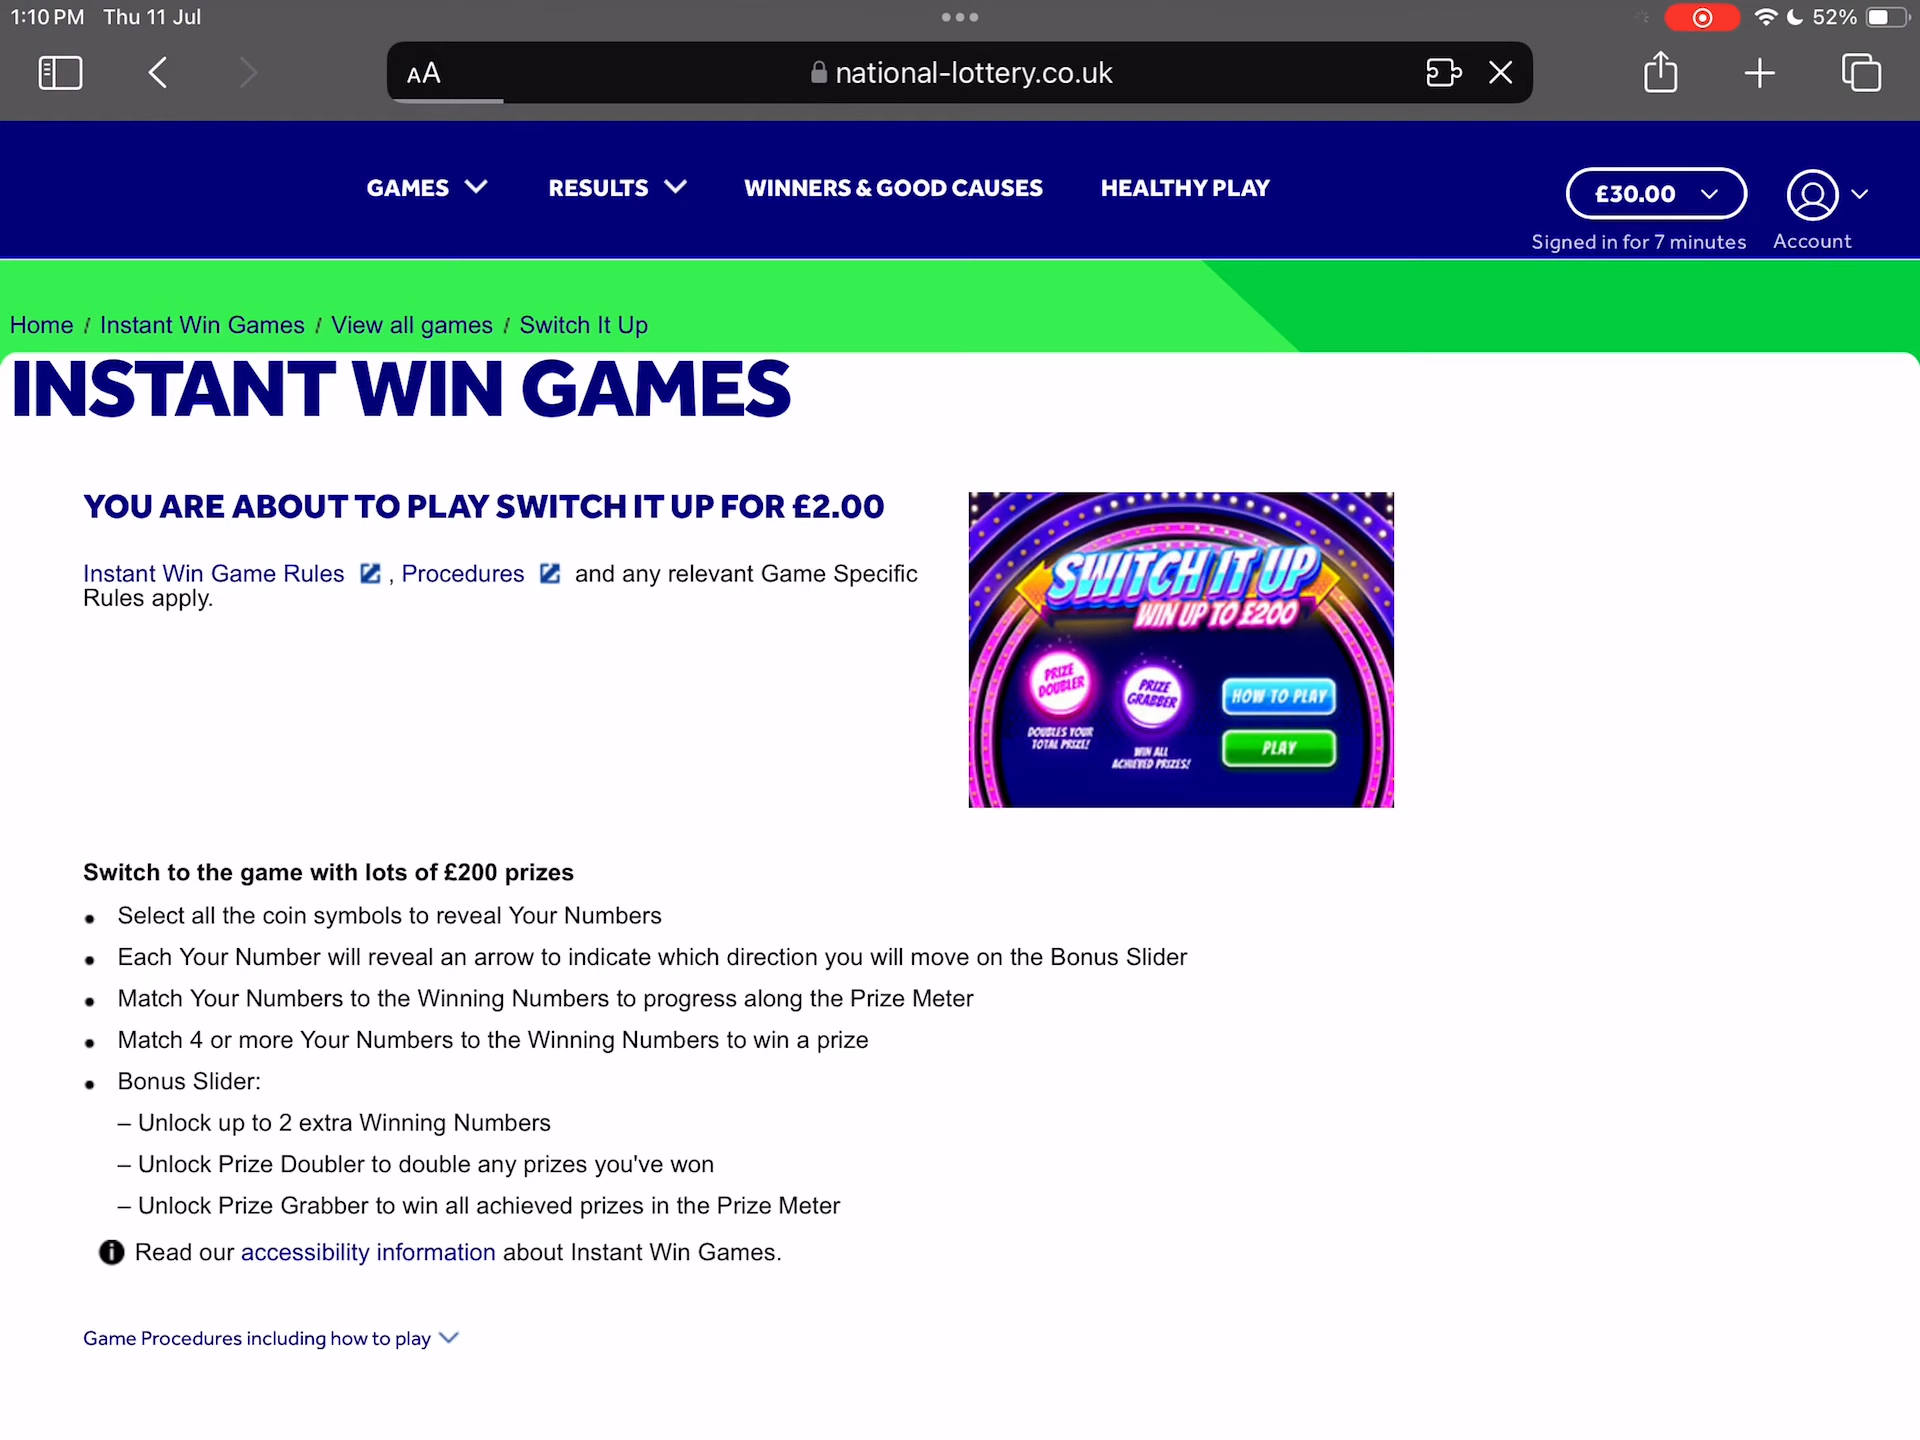 1:10 PM Thu 11 Jul
52%
AA
national-lottery.co.uk
GAMES
RESULTS
WINNERS & GOOD CAUSES
HEALTHY PLAY
£30.00
Signed in for 7 minutes
Account
Home / Instant Win Games / View all games / Switch It Up
INSTANT WIN GAMES
YOU ARE ABOUT TO PLAY SWITCH IT UP FOR £2.00
Instant Win Game Rules , Procedures and any relevant Game Specific
Rules apply.
SWITCH IT UP
WIN UP TO £200
PRIZE
DOUBLER
DOUBLES YOUR
TOTAL PRIZE!
PRIZE
GRABBER
WIN ALL
ACHIEVED PRIZES!
HOW TO PLAY
PLAY
Switch to the game with lots of £200 prizes
• Select all the coin symbols to reveal Your Numbers
• Each Your Number will reveal an arrow to indicate which direction you will move on the Bonus Slider
• Match Your Numbers to the Winning Numbers to progress along the Prize Meter
• Match 4 or more Your Numbers to the Winning Numbers to win a prize
• Bonus Slider:
– Unlock up to 2 extra Winning Numbers
– Unlock Prize Doubler to double any prizes you've won
– Unlock Prize Grabber to win all achieved prizes in the Prize Meter
Read our accessibility information about Instant Win Games.
Game Procedures including how to play